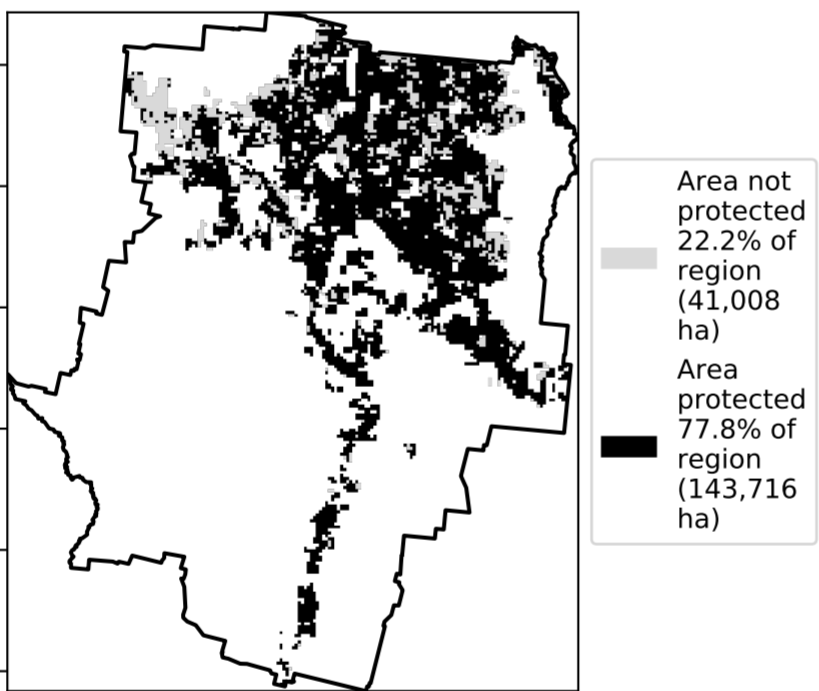 Area not
protected
22.2% of
region
(41,008
ha)
Area
protected
77.8% of
region
(143,716
ha)